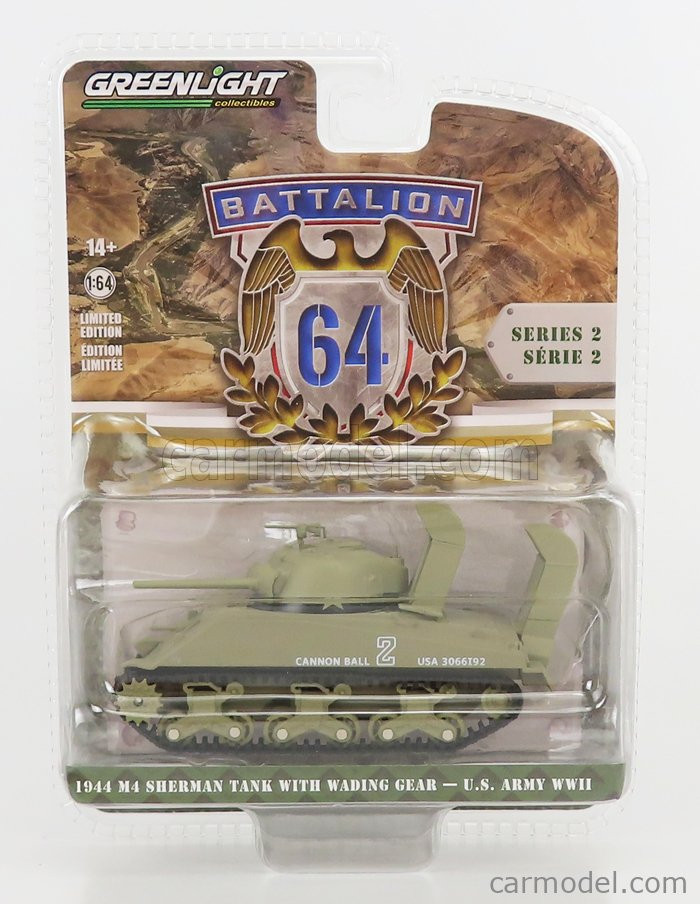 GREENLIGHT
collectibles
BATTALION
64
14+
1:64
LIMITED
EDITION
ÉDITION
LIMITÉE
SERIES 2
SÉRIE 2
carmodel.com
CANNON BALL 2 USA 3066192
1944 M4 SHERMAN TANK WITH WADING GEAR — U.S. ARMY WWII
carmodel.com